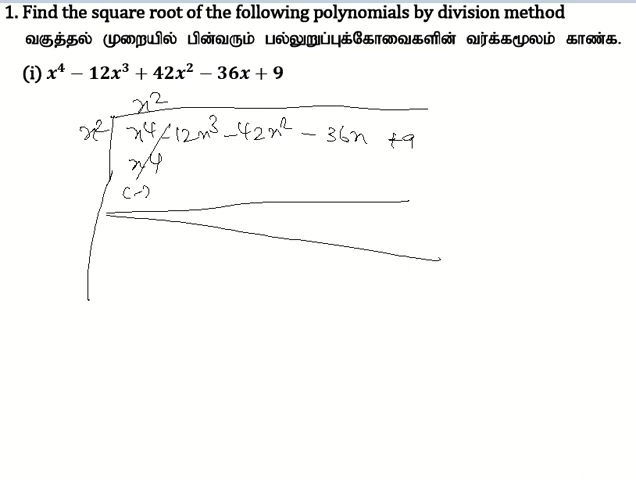 1. Find the square root of the following polynomials by division method
வகுத்தல் முறையில் பின்வரும் பல்லுறுப்புக்கோவைகளின் வர்க்கமூலம் காண்க.
(i) x⁴ − 12x³ + 42x² − 36x + 9
x²
x² x⁴ − 12x³ − 42x² − 36x + 9
x⁴
(−)